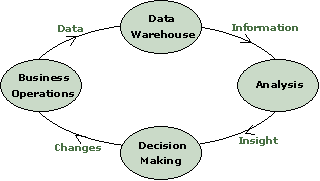 Data
Warehouse
Data
Information
Business
Operations
Analysis
Changes
Insight
Decision
Making